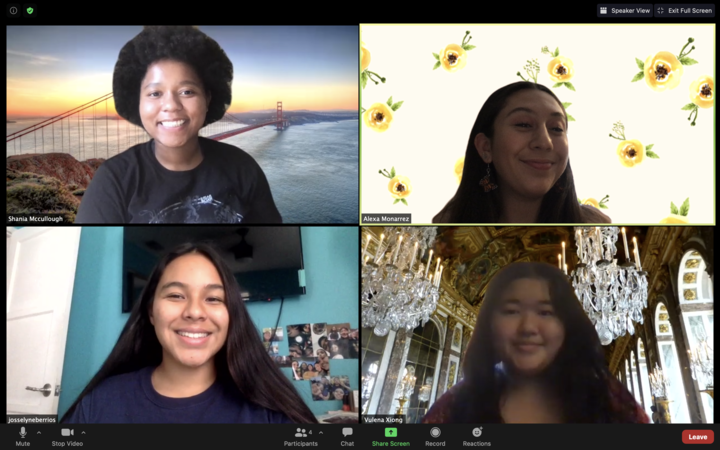 Speaker View
Exit Full Screen
Shania Mccullough
Alexa Monarrez
josselyneberrios
Vulena Xiong
Mute
Stop Video
Participants
4
Chat
Share Screen
Record
Reactions
Leave